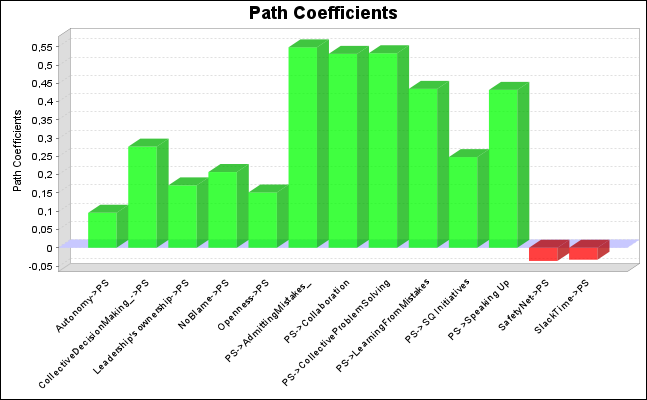 Path Coefficients
Path Coefficients
0,55
0,5
0,45
0,4
0,35
0,3
0,25
0,2
0,15
0,1
0,05
0
-0,05
Autonomy->PS
CollectiveDecisionMaking_->PS
Leadership's ownership->PS
NoBlame->PS
Openness->PS
PS->AdmittingMistakes_
PS->Collaboration
PS->CollectiveProblemSolving
PS->LearningFromMistakes
PS-> SQ Initiatives
PS->Speaking Up
SafetyNet->PS
SlackTime->PS